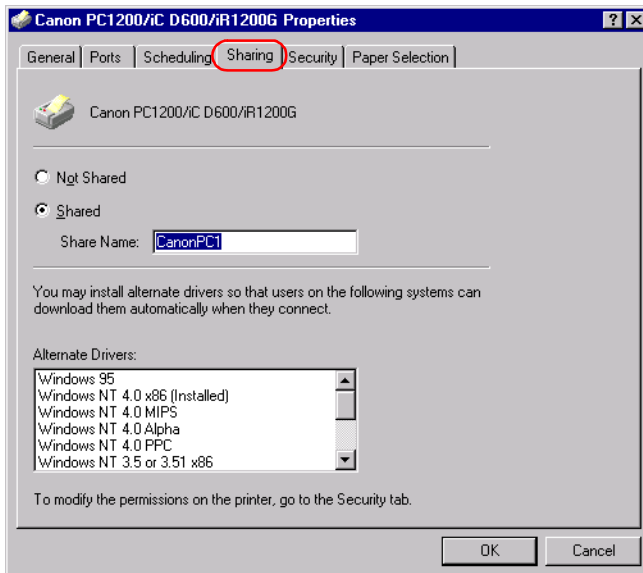 Canon PC1200/iC D600/iR1200G Properties
General Ports Scheduling Sharing Security Paper Selection
Canon PC1200/iC D600/iR1200G
Not Shared
Shared
Share Name: CanonPC1
You may install alternate drivers so that users on the following systems can
download them automatically when they connect.
Alternate Drivers:
Windows 95
Windows NT 4.0 x86 (Installed)
Windows NT 4.0 MIPS
Windows NT 4.0 Alpha
Windows NT 4.0 PPC
Windows NT 3.5 or 3.51 x86
To modify the permissions on the printer, go to the Security tab.
OK Cancel